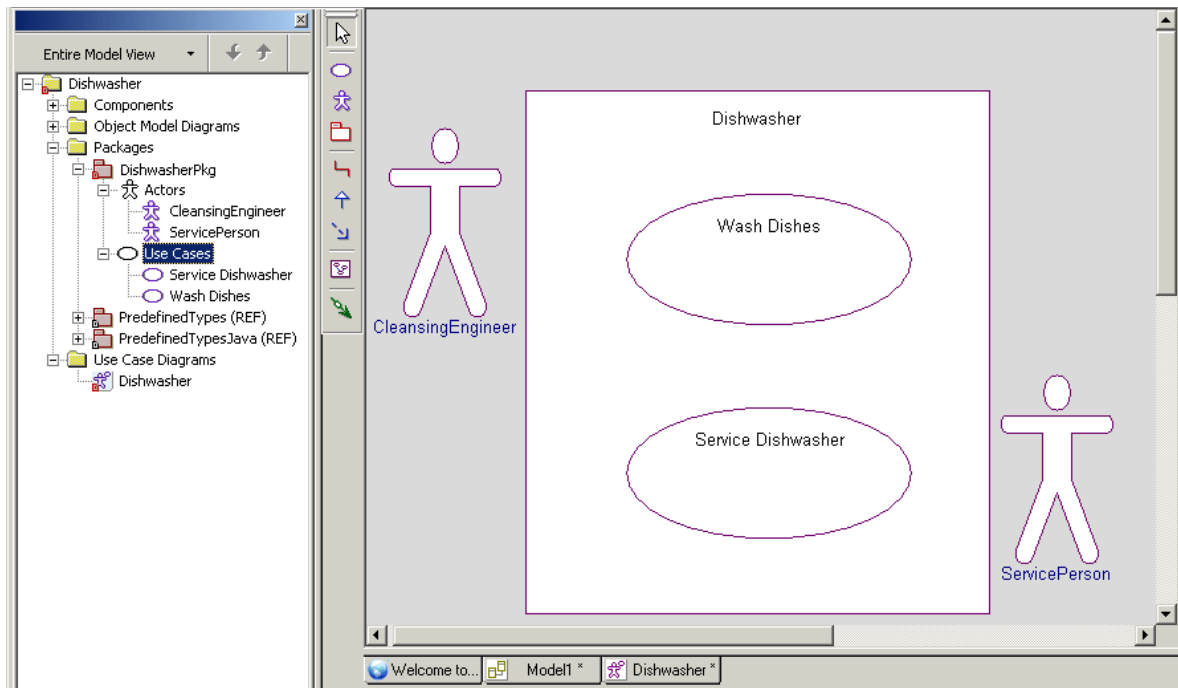 Entire Model View
Dishwasher
Components
Object Model Diagrams
Packages
DishwasherPkg
Actors
CleansingEngineer
ServicePerson
Use Cases
Service Dishwasher
Wash Dishes
PredefinedTypes (REF)
PredefinedTypesJava (REF)
Use Case Diagrams
Dishwasher
Dishwasher
Wash Dishes
CleansingEngineer
Service Dishwasher
ServicePerson
Welcome to... Model1 * Dishwasher *